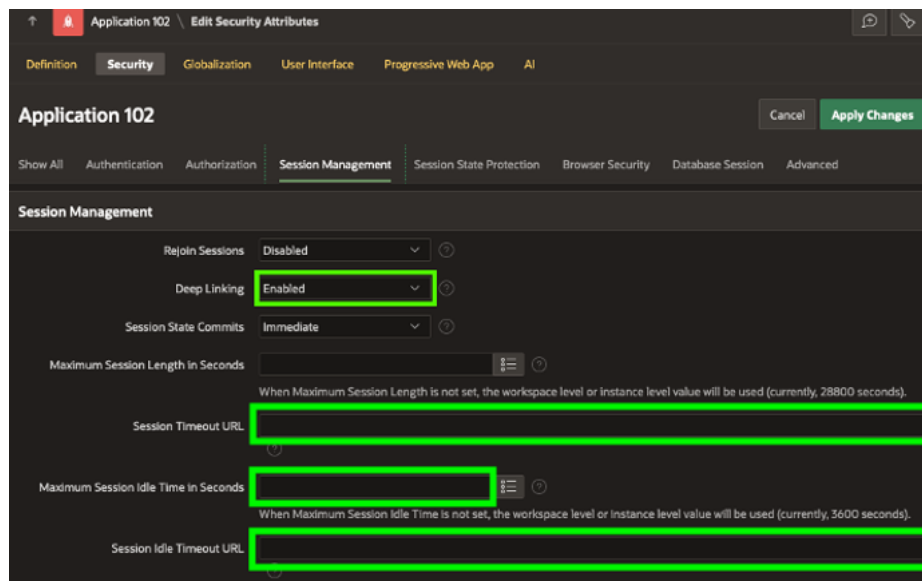 Application 102 \ Edit Security Attributes
Definition Security Globalization User Interface Progressive Web App AI
Application 102 Cancel Apply Changes
Show All Authentication Authorization Session Management Session State Protection Browser Security Database Session Advanced
Session Management
Rejoin Sessions Disabled
Deep Linking Enabled
Session State Commits Immediate
Maximum Session Length in Seconds
When Maximum Session Length is not set, the workspace level or instance level value will be used (currently, 28800 seconds).
Session Timeout URL
Maximum Session Idle Time in Seconds
When Maximum Session Idle Time is not set, the workspace level or instance level value will be used (currently, 3600 seconds).
Session Idle Timeout URL